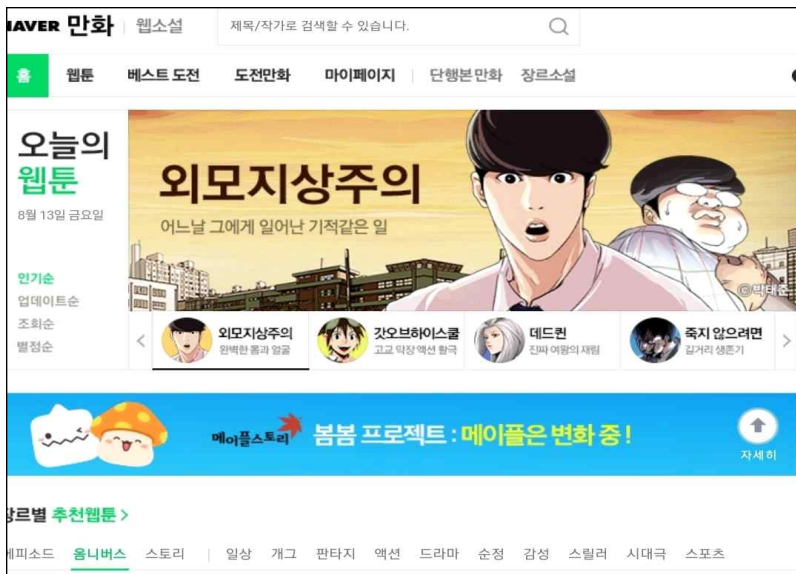 NAVER 만화 웹소설 제목/작가로 검색할 수 있습니다.
홈 웹툰 베스트 도전 도전만화 마이페이지 단행본만화 장르소설
오늘의
웹툰
8월 13일 금요일
인기순
업데이트순
조회순
별점순
외모지상주의
어느날 그에게 일어난 기적같은 일
©박태준
외모지상주의
완벽한 몸과 얼굴
갓오브하이스쿨
고교 막장 액션 활극
데드퀸
진짜 여왕의 재림
죽지 않으려면
길거리 생존기
메이플스토리 봄봄 프로젝트 : 메이플은 변화 중!
자세히
장르별 추천웹툰 >
에피소드 옴니버스 스토리 일상 개그 판타지 액션 드라마 순정 감성 스릴러 시대극 스포츠